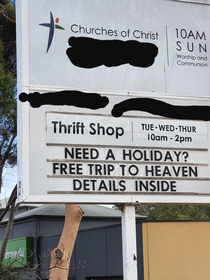 Churches of Christ
10AM
SUN
Worship and
Communion
Thrift Shop
TUE-WED-THUR
10am - 2pm
NEED A HOLIDAY?
FREE TRIP TO HEAVEN
DETAILS INSIDE